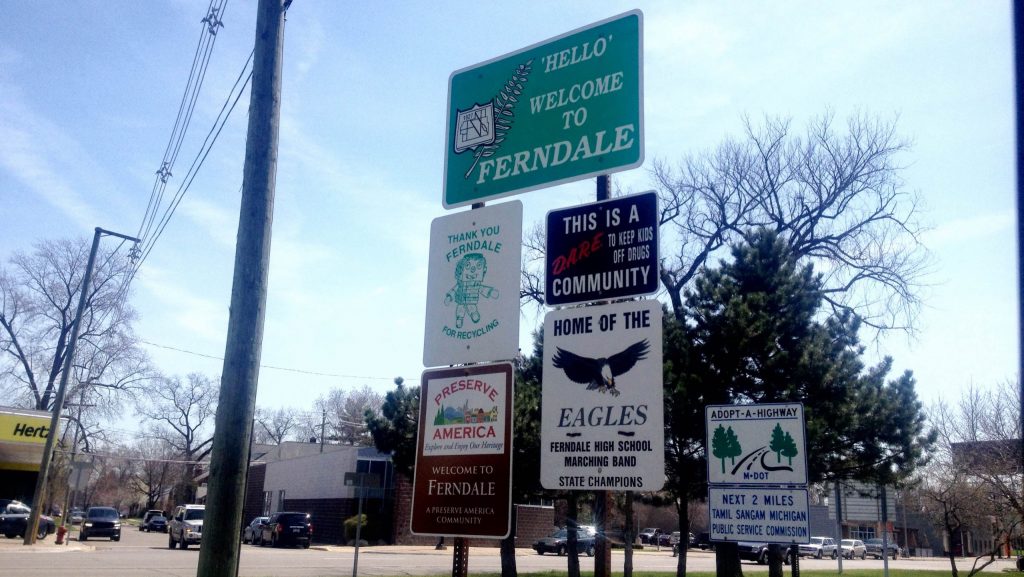 'HELLO'
WELCOME
TO
FERNDALE
THANK YOU
FERNDALE
FOR RECYCLING
THIS IS A
DARE TO KEEP KIDS
OFF DRUGS
COMMUNITY
HOME OF THE
EAGLES
FERNDALE HIGH SCHOOL
MARCHING BAND
STATE CHAMPIONS
PRESERVE
AMERICA
Explore and Enjoy Our Heritage
WELCOME TO
FERNDALE
A PRESERVE AMERICA
COMMUNITY
ADOPT-A-HIGHWAY
M•DOT
NEXT 2 MILES
TAMIL SANGAM MICHIGAN
PUBLIC SERVICE COMMISSION
Hertz